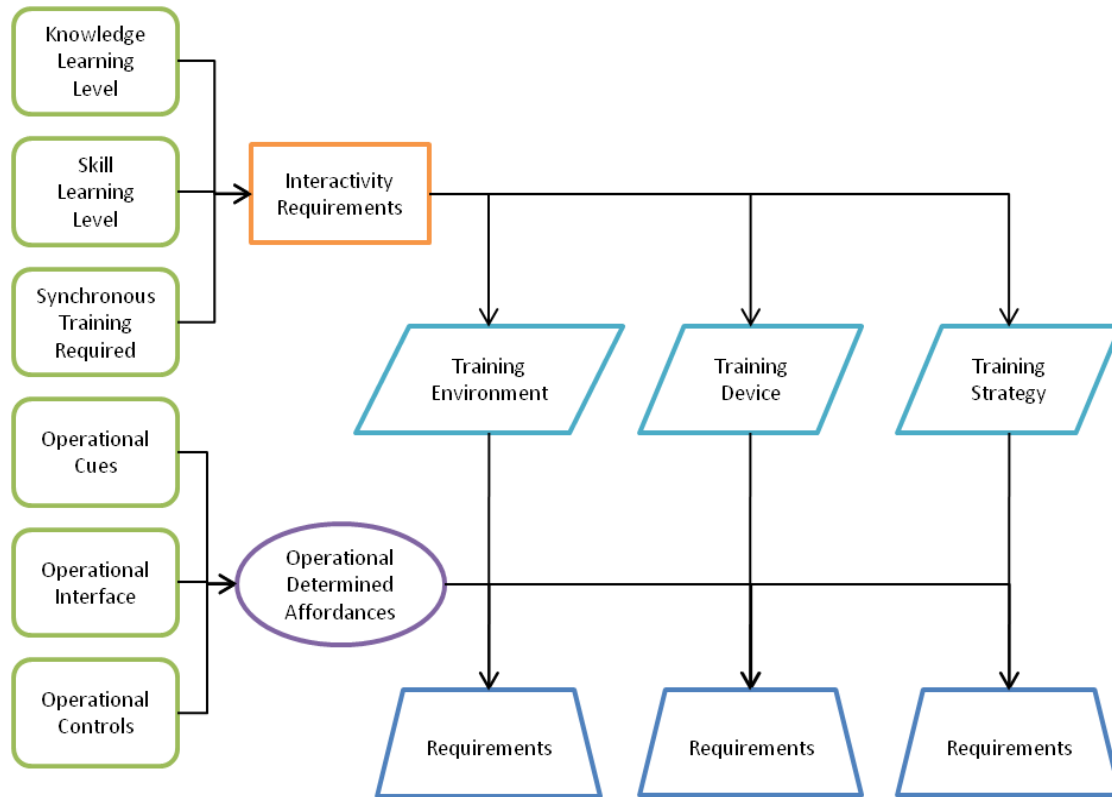 Knowledge
Learning
Level
Skill
Learning
Level
Synchronous
Training
Required
Interactivity
Requirements
Training
Environment
Training
Device
Training
Strategy
Operational
Cues
Operational
Interface
Operational
Controls
Operational
Determined
Affordances
Requirements
Requirements
Requirements